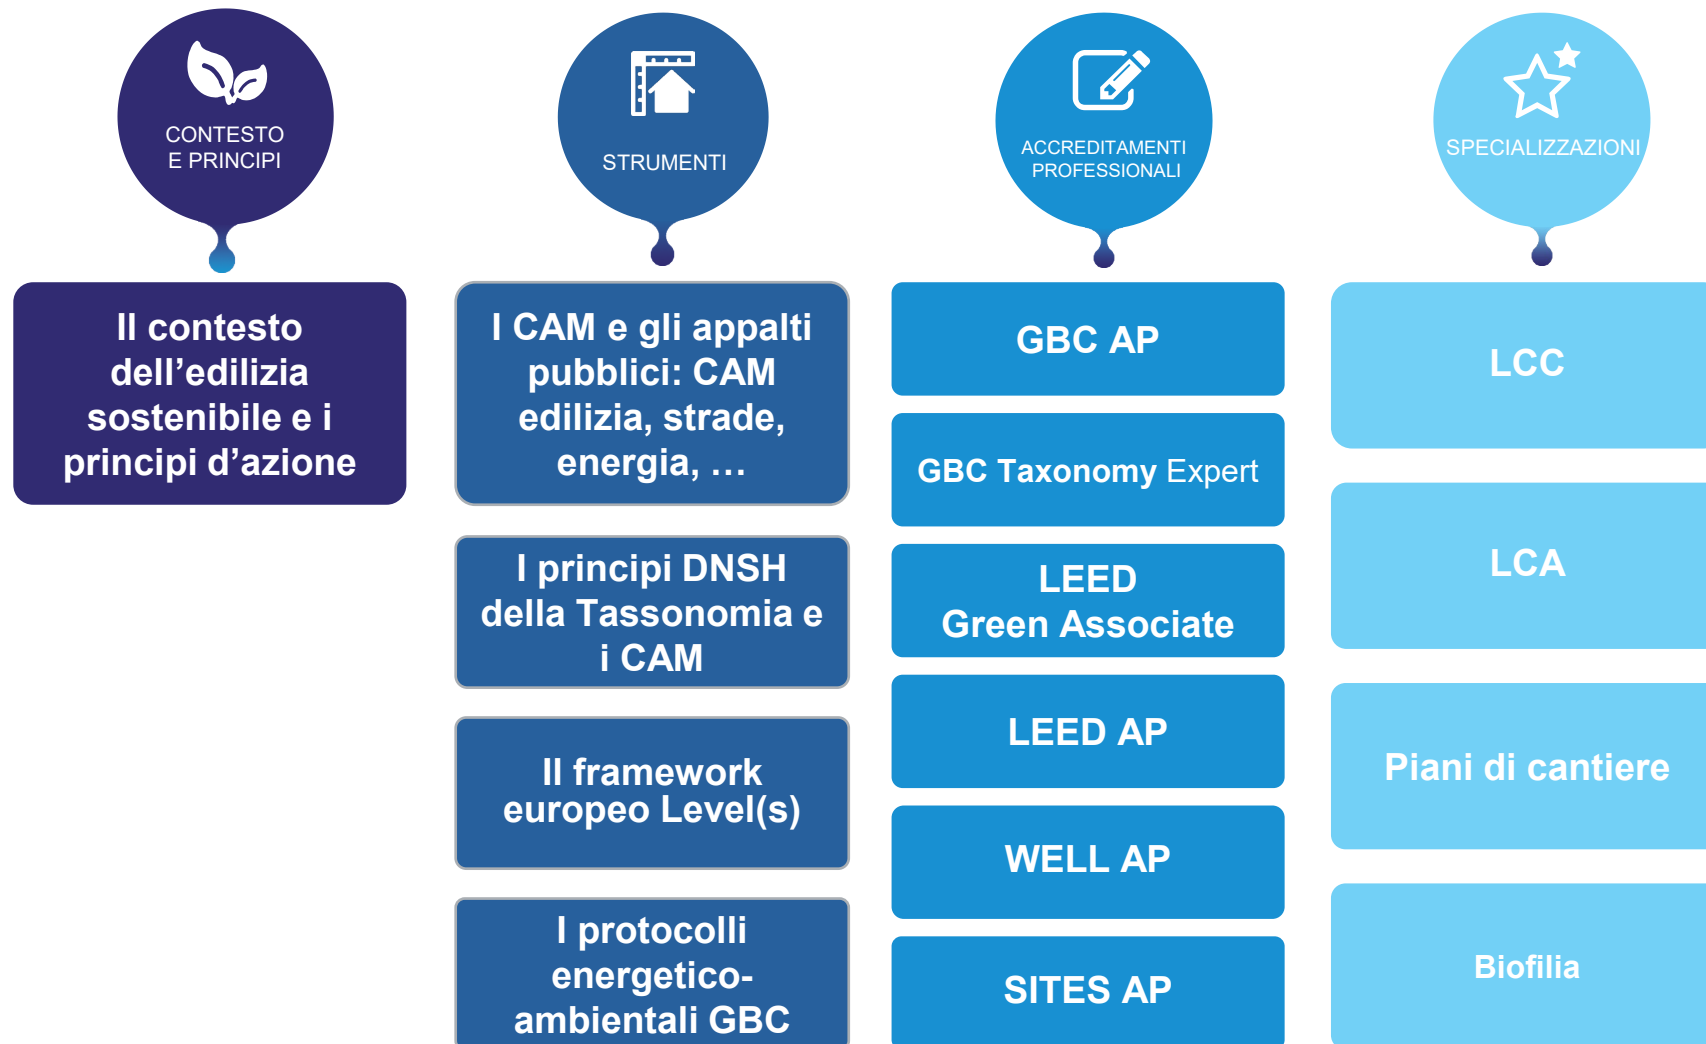 CONTESTO
E PRINCIPI
Il contesto
dell’edilizia
sostenibile e i
principi d’azione
STRUMENTI
I CAM e gli appalti
pubblici: CAM
edilizia, strade,
energia, …
I principi DNSH
della Tassonomia e
i CAM
Il framework
europeo Level(s)
I protocolli
energetico-
ambientali GBC
ACCREDITAMENTI
PROFESSIONALI
GBC AP
GBC Taxonomy Expert
LEED
Green Associate
LEED AP
WELL AP
SITES AP
SPECIALIZZAZIONI
LCC
LCA
Piani di cantiere
Biofilia